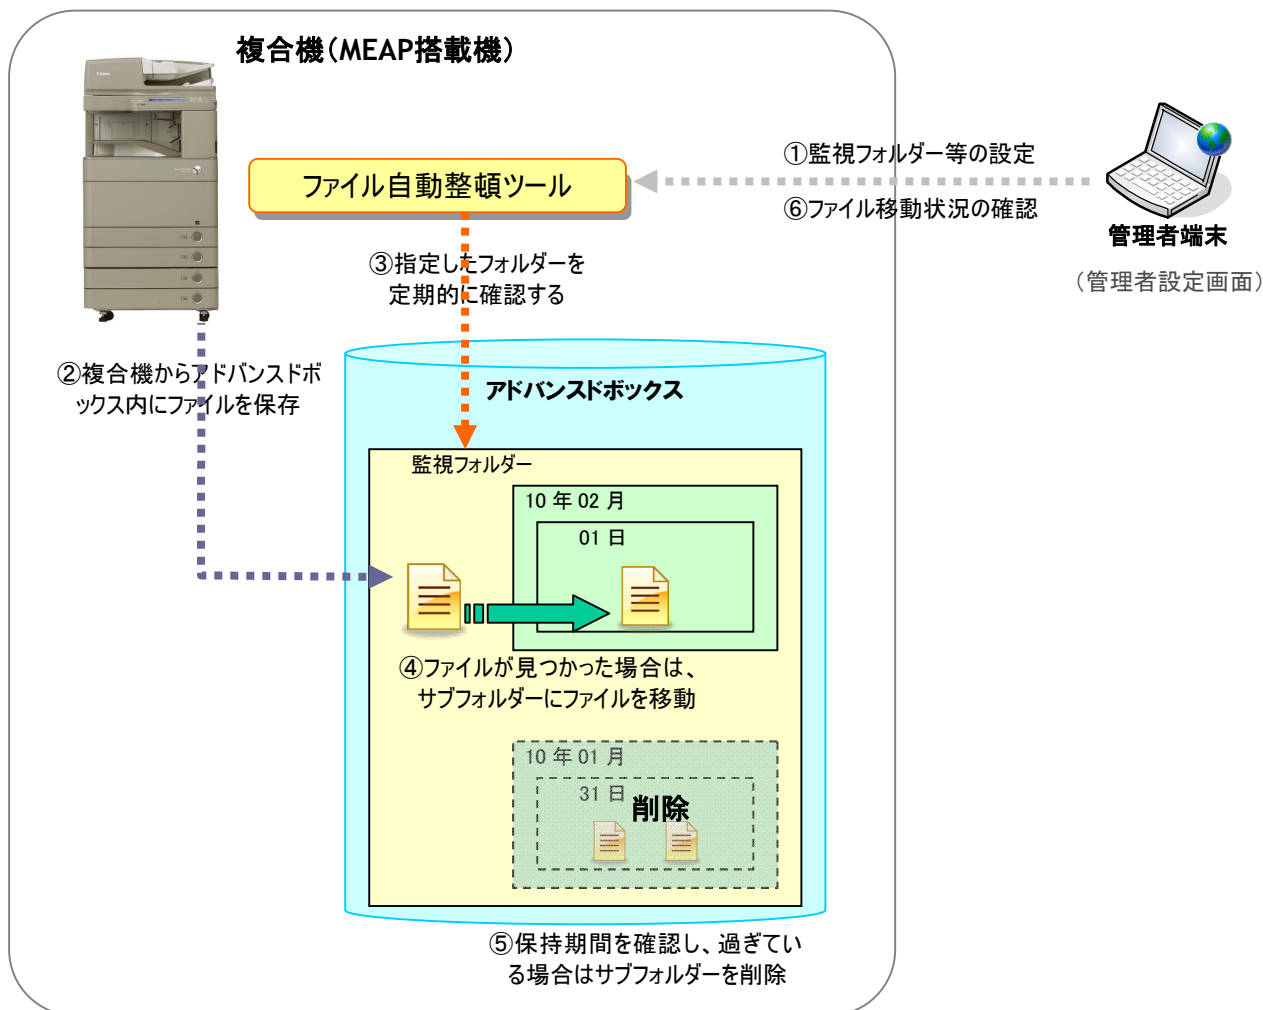 複合機（MEAP搭載機）
Canon
ファイル自動整頓ツール
①監視フォルダー等の設定
⑥ファイル移動状況の確認
管理者端末
（管理者設定画面）
③指定したフォルダーを
定期的に確認する
②複合機からアドバンスドボ
ックス内にファイルを保存
アドバンスドボックス
監視フォルダー
10 年 02 月
01 日
④ファイルが見つかった場合は、
サブフォルダーにファイルを移動
10 年 01 月
31 日
削除
⑤保持期間を確認し、過ぎてい
る場合はサブフォルダーを削除